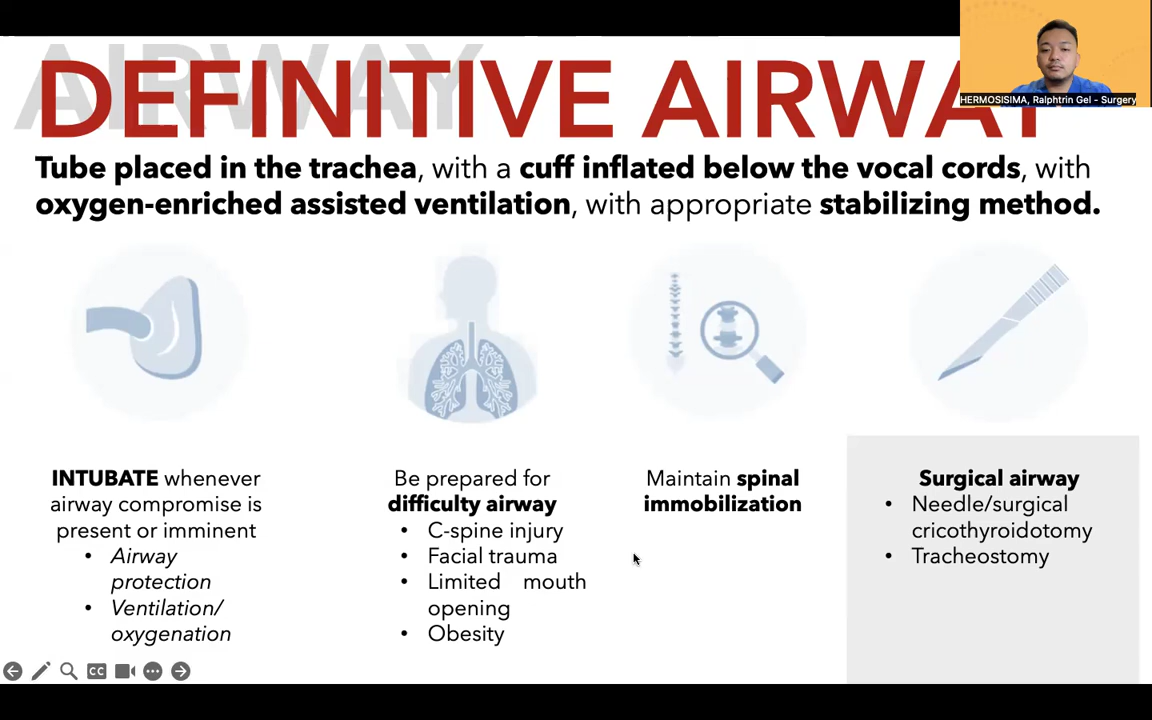 AIRWAY
DEFINITIVE AIRWAY
HERMOSISIMA, Ralphtrin Gel - Surgery
Tube placed in the trachea, with a cuff inflated below the vocal cords, with
oxygen-enriched assisted ventilation, with appropriate stabilizing method.
INTUBATE whenever
airway compromise is
present or imminent
• Airway
protection
• Ventilation/
oxygenation
Be prepared for
difficulty airway
• C-spine injury
• Facial trauma
• Limited mouth
opening
• Obesity
Maintain spinal
immobilization
Surgical airway
• Needle/surgical
cricothyroidotomy
• Tracheostomy
CC